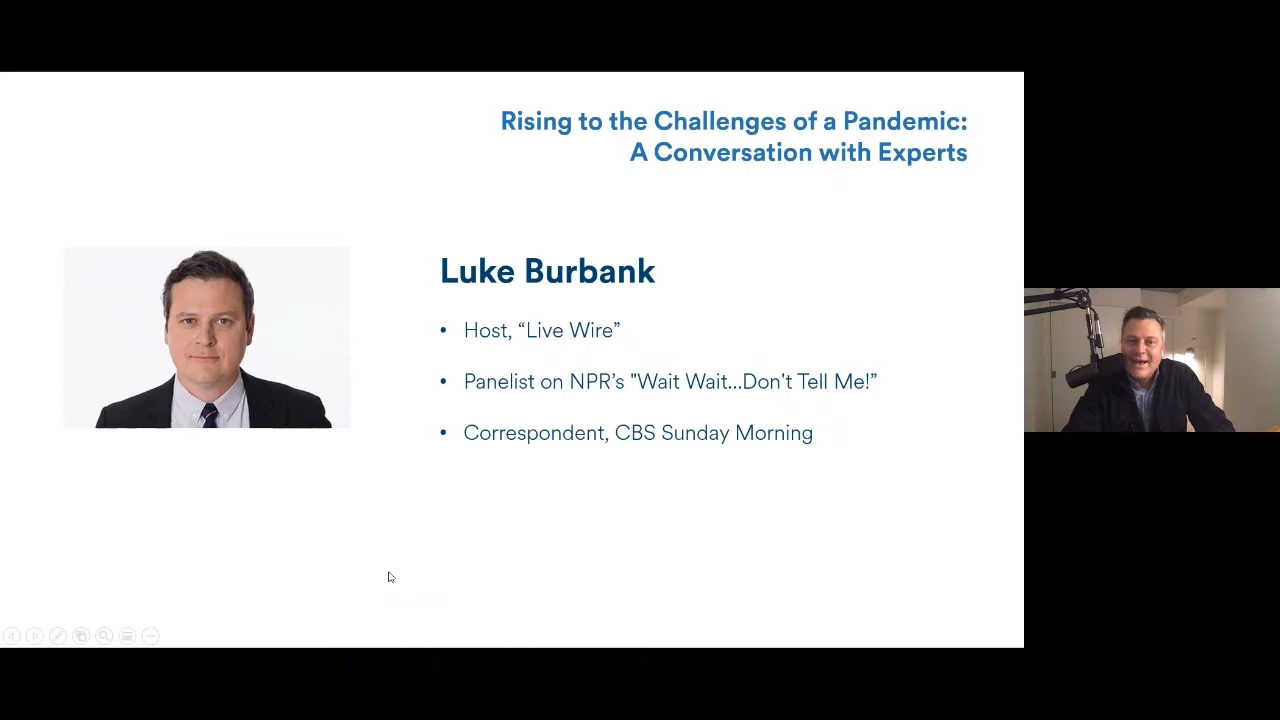 Rising to the Challenges of a Pandemic:
A Conversation with Experts
Luke Burbank
• Host, “Live Wire”
• Panelist on NPR’s "Wait Wait...Don't Tell Me!”
• Correspondent, CBS Sunday Morning